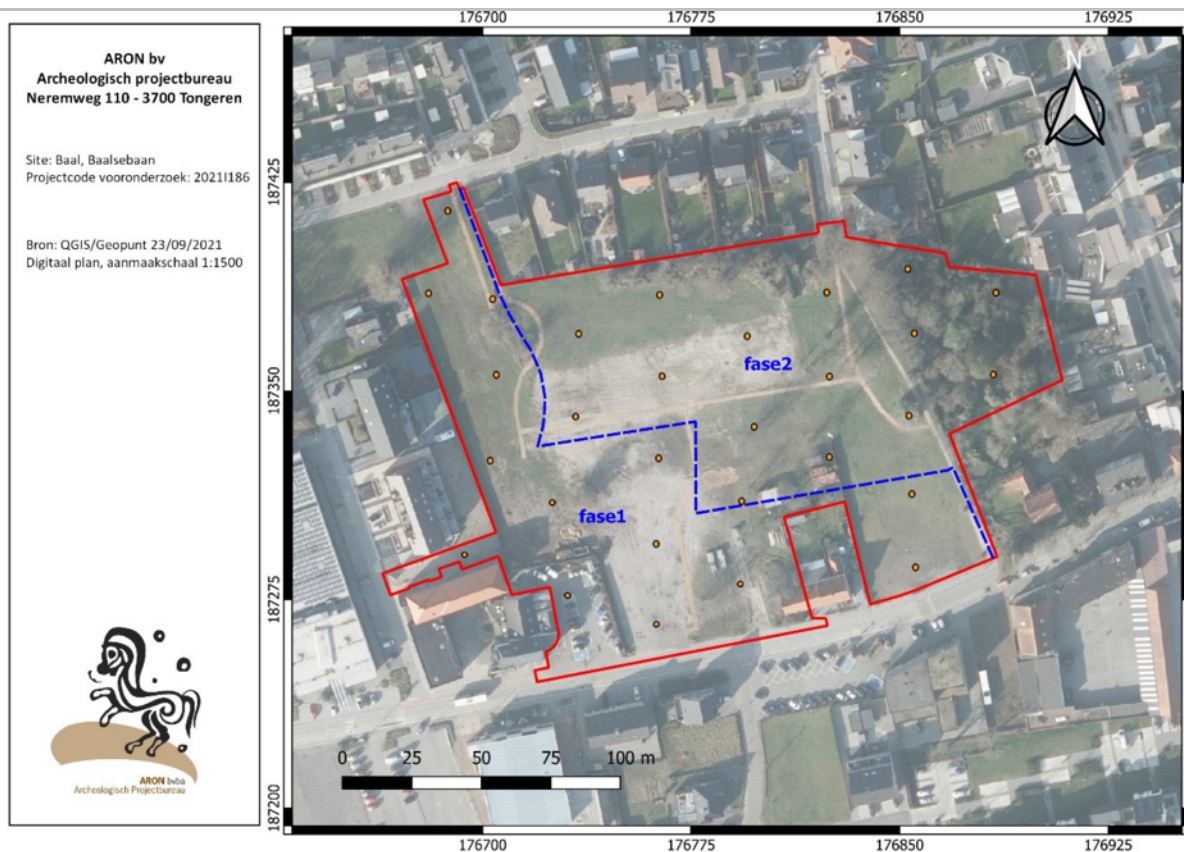 ARON bv
Archeologisch projectbureau
Neremweg 110 - 3700 Tongeren
Site: Baal, Baalsebaan
Projectcode vooronderzoek: 2021I186
Bron: QGIS/Geopunt 23/09/2021
Digitaal plan, aanmaakschaal 1:1500
ARON bvba
Archeologisch Projectbureau
176700 176775 176850 176925
N
187425
187350
187275
187200
fase2
fase1
0 25 50 75 100 m
176700 176775 176850 176925